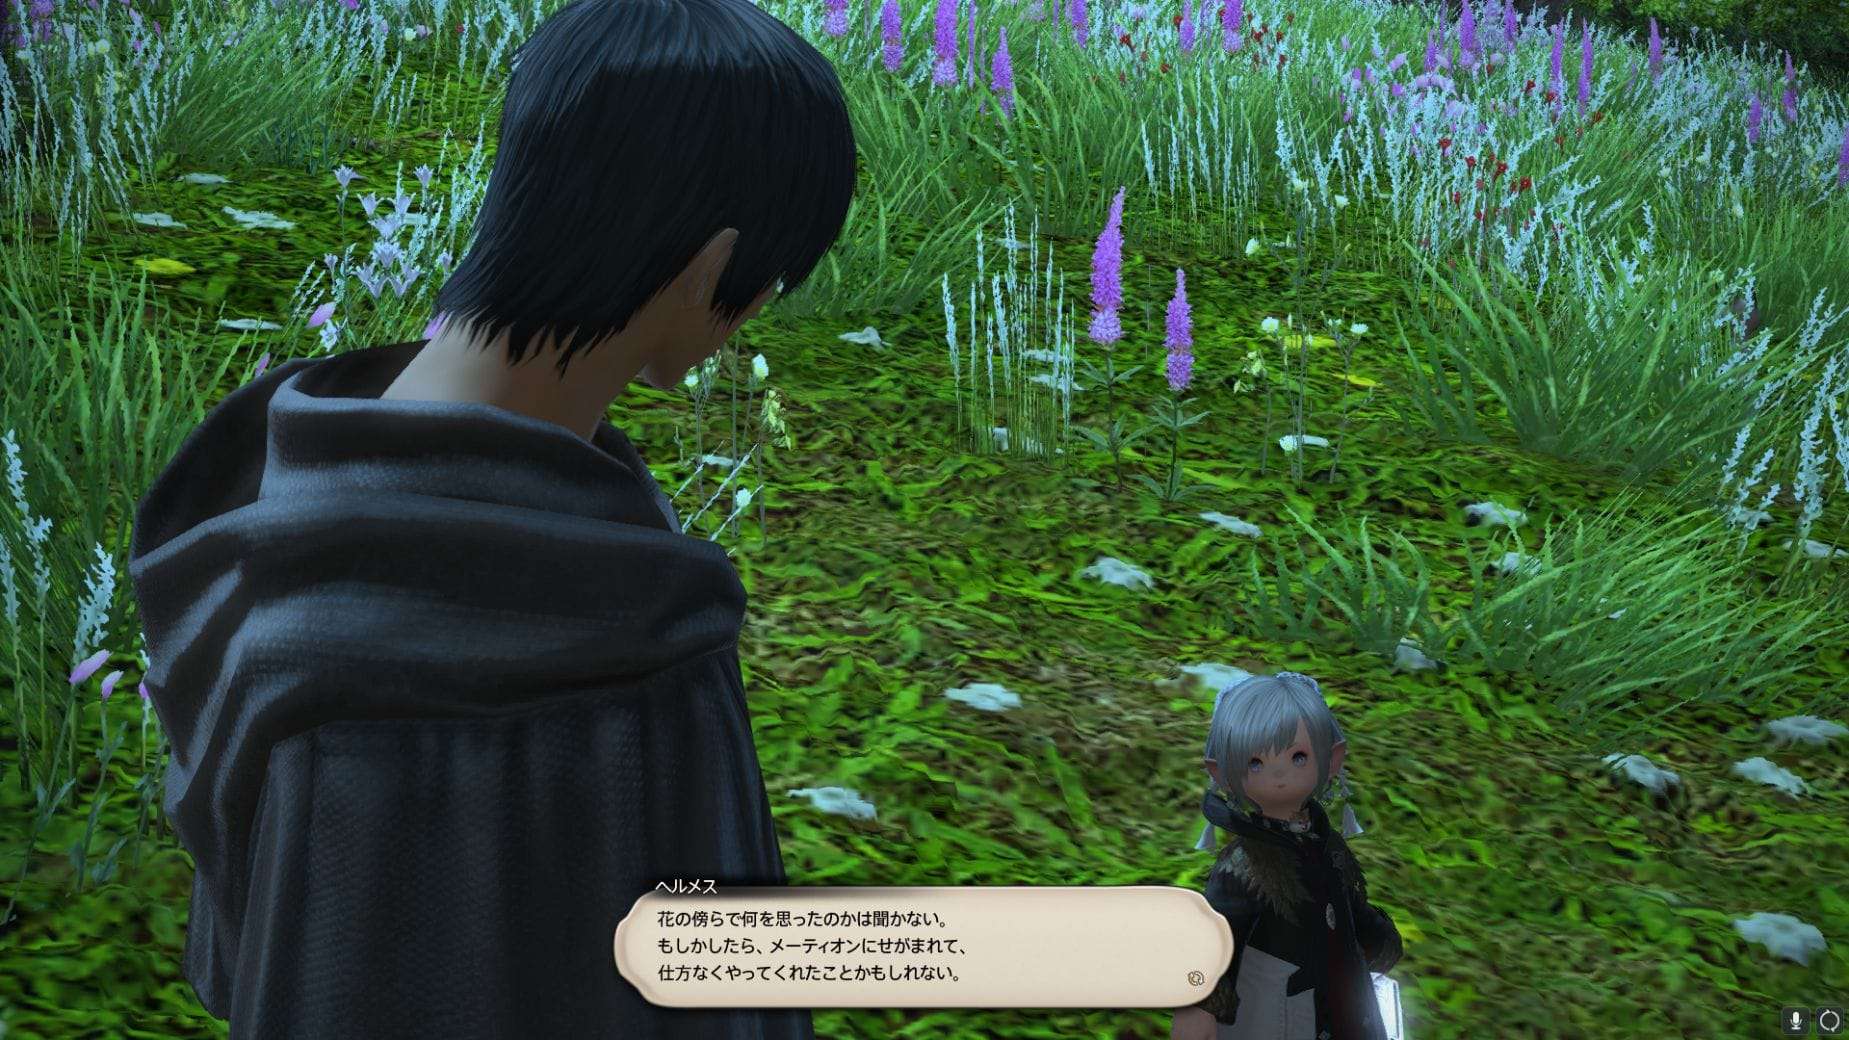 ヘルメス
花の傍らで何を思ったのかは聞かない。
もしかしたら、メーティオンにせがまれて、
仕方なくやってくれたことかもしれない。